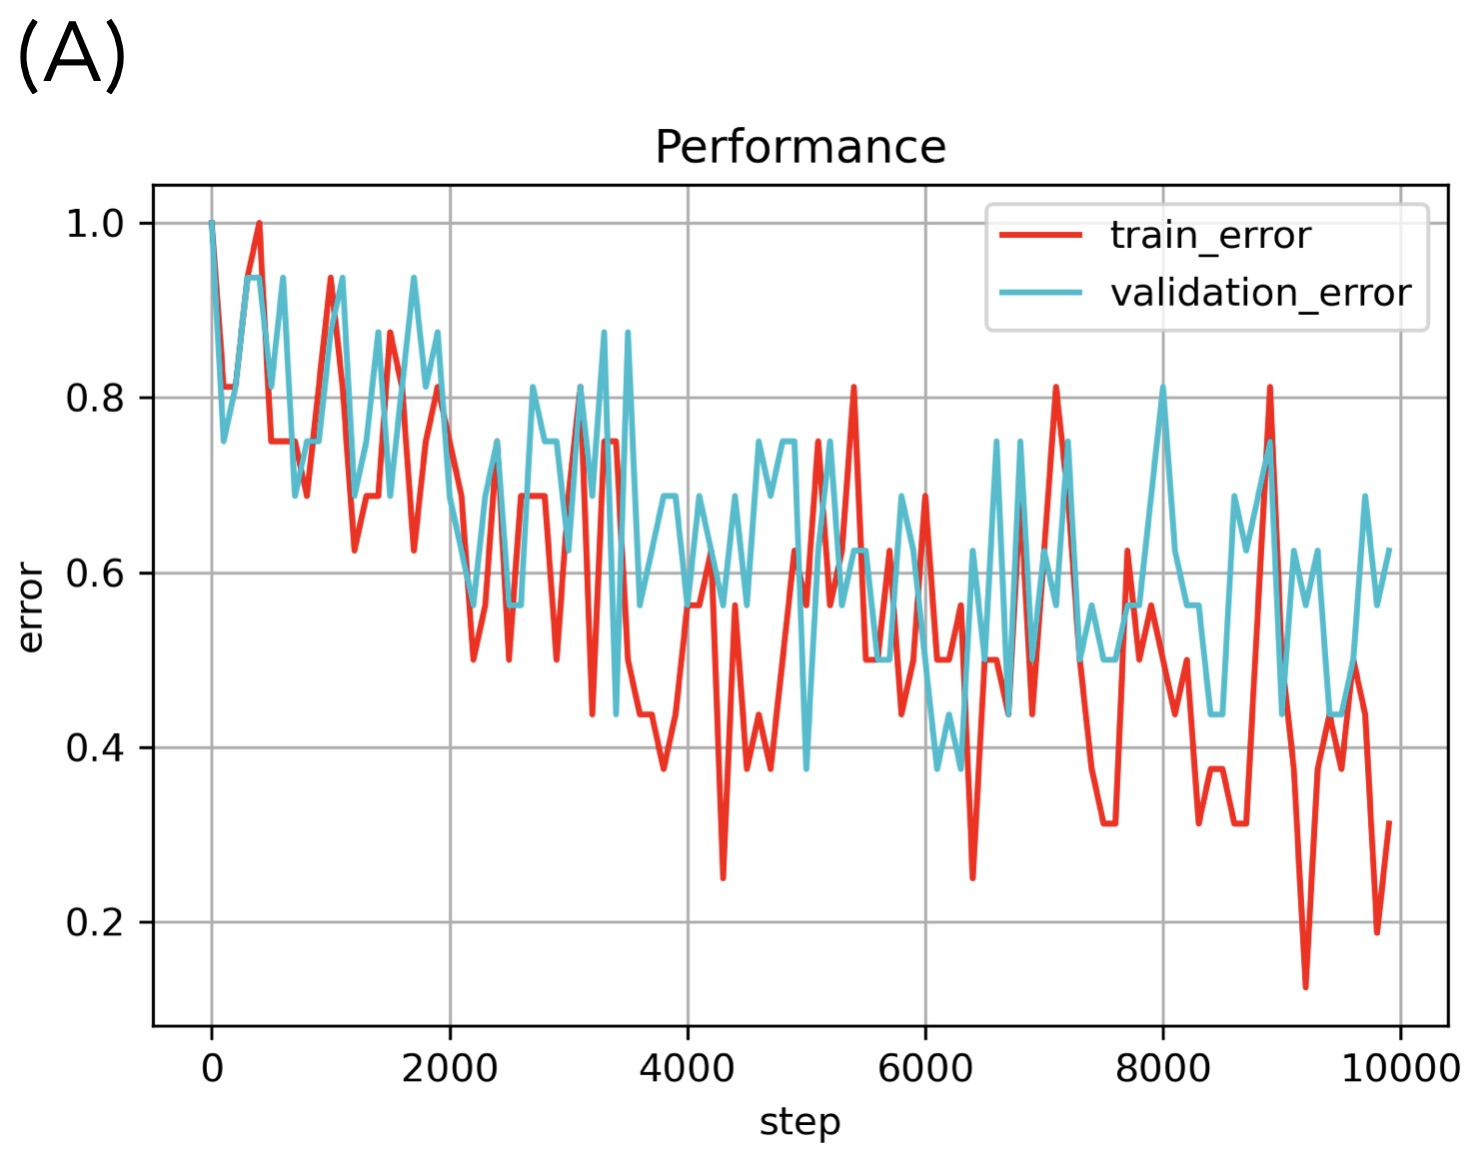 (A)
Performance
1.0
0.8
0.6
0.4
0.2
error
train_error
validation_error
0 2000 4000 6000 8000 10000
step